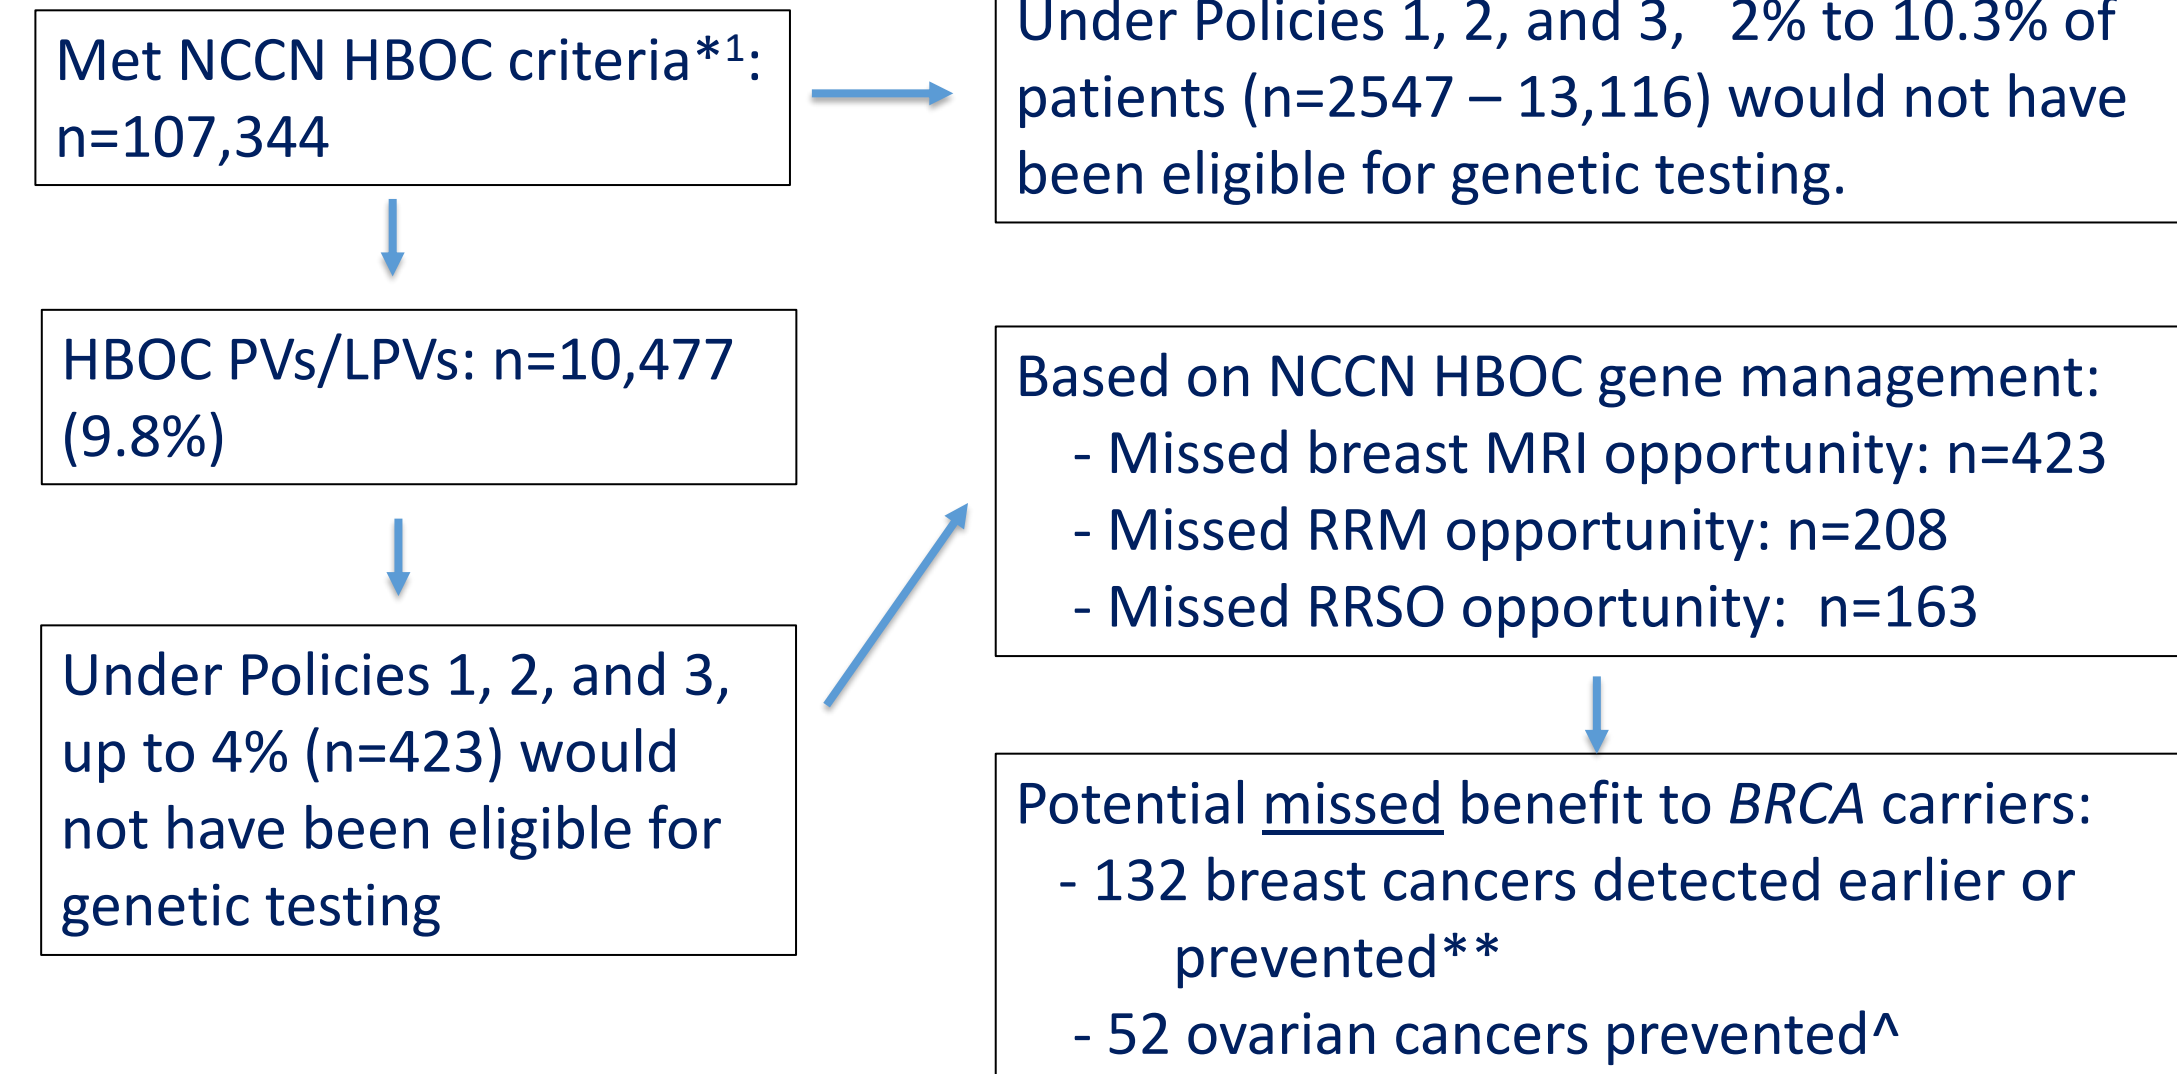 Met NCCN HBOC criteria*1:
n=107,344
Under Policies 1, 2, and 3, 2% to 10.3% of
patients (n=2547 – 13,116) would not have
been eligible for genetic testing.
HBOC PVs/LPVs: n=10,477
(9.8%)
Based on NCCN HBOC gene management:
- Missed breast MRI opportunity: n=423
- Missed RRM opportunity: n=208
- Missed RRSO opportunity: n=163
Under Policies 1, 2, and 3,
up to 4% (n=423) would
not have been eligible for
genetic testing
Potential missed benefit to BRCA carriers:
- 132 breast cancers detected earlier or
prevented**
- 52 ovarian cancers prevented^